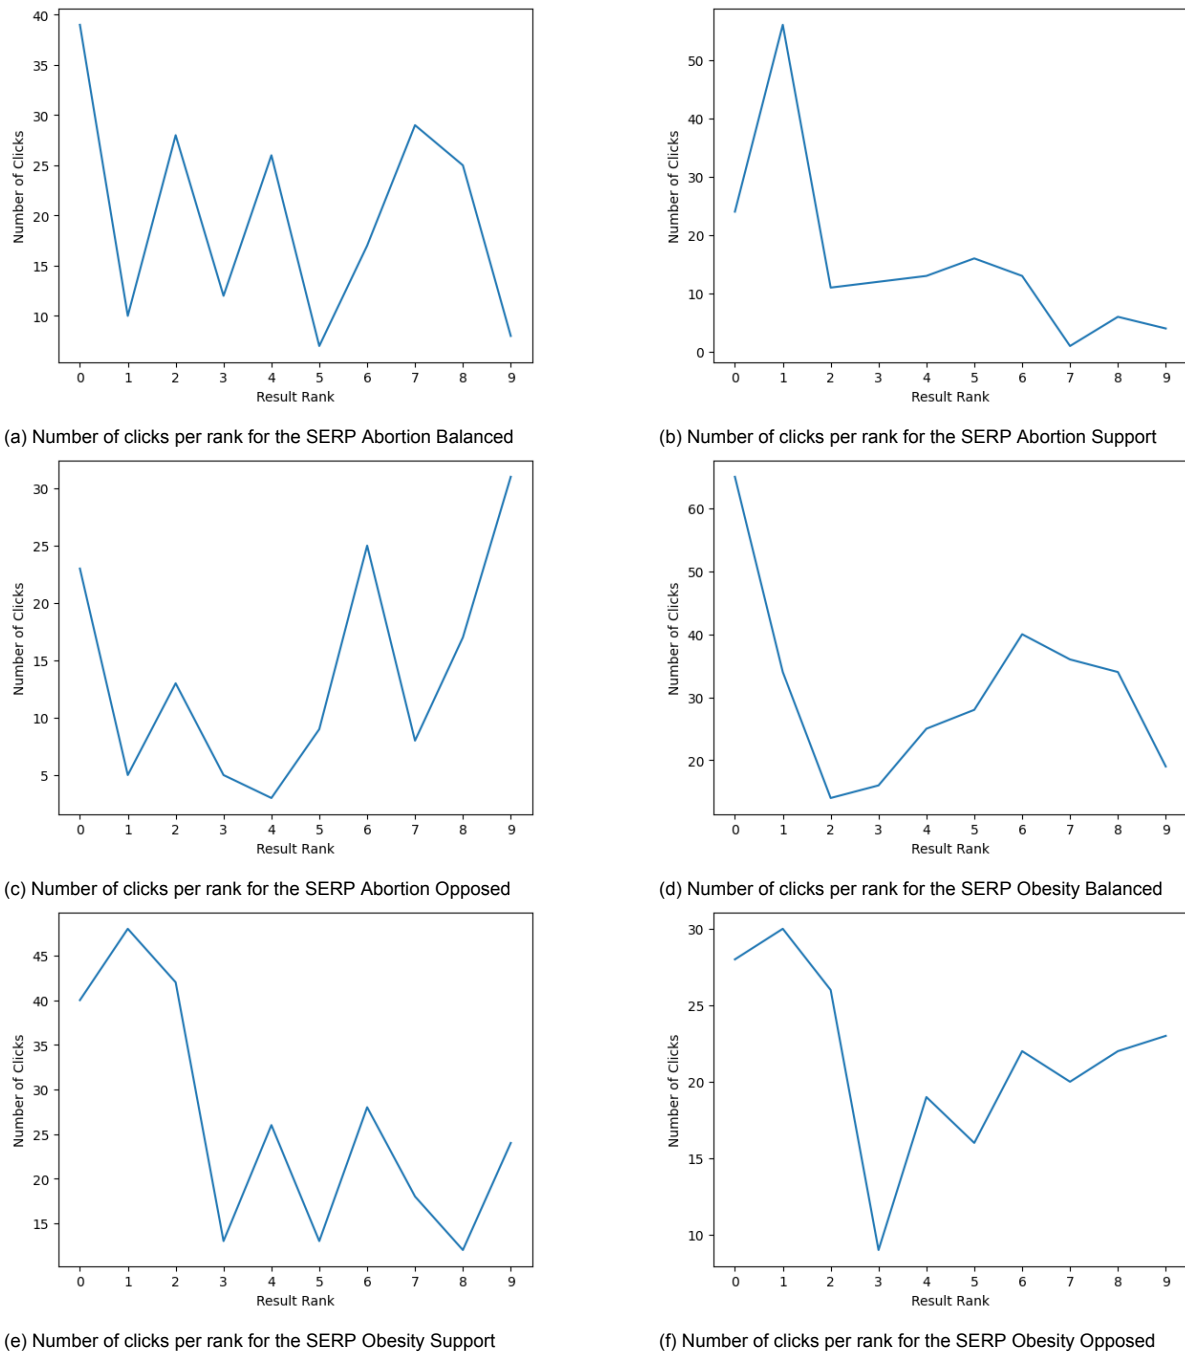 40
35
30
25
20
15
10
Number of Clicks
0 1 2 3 4 5 6 7 8 9
Result Rank
(a) Number of clicks per rank for the SERP Abortion Balanced
50
40
30
20
10
0
Number of Clicks
0 1 2 3 4 5 6 7 8 9
Result Rank
(b) Number of clicks per rank for the SERP Abortion Support
30
25
20
15
10
5
Number of Clicks
0 1 2 3 4 5 6 7 8 9
Result Rank
(c) Number of clicks per rank for the SERP Abortion Opposed
60
50
40
30
20
Number of Clicks
0 1 2 3 4 5 6 7 8 9
Result Rank
(d) Number of clicks per rank for the SERP Obesity Balanced
45
40
35
30
25
20
15
Number of Clicks
0 1 2 3 4 5 6 7 8 9
Result Rank
(e) Number of clicks per rank for the SERP Obesity Support
30
25
20
15
10
Number of Clicks
0 1 2 3 4 5 6 7 8 9
Result Rank
(f) Number of clicks per rank for the SERP Obesity Opposed